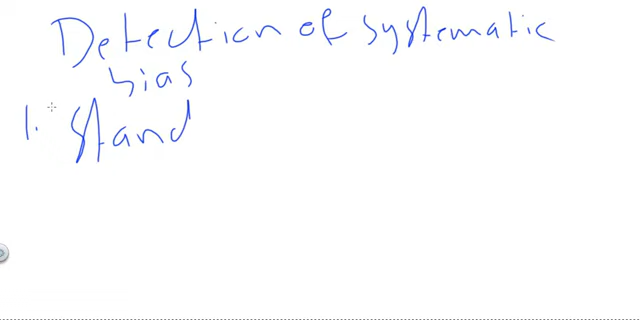 Detection of systematic
bias
1. Stand